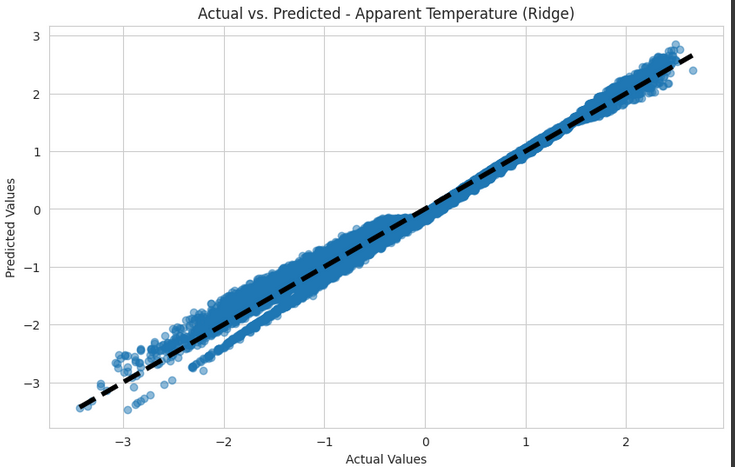 Actual vs. Predicted - Apparent Temperature (Ridge)
3
2
1
0
−1
−2
−3
Predicted Values
−3 −2 −1 0 1 2
Actual Values